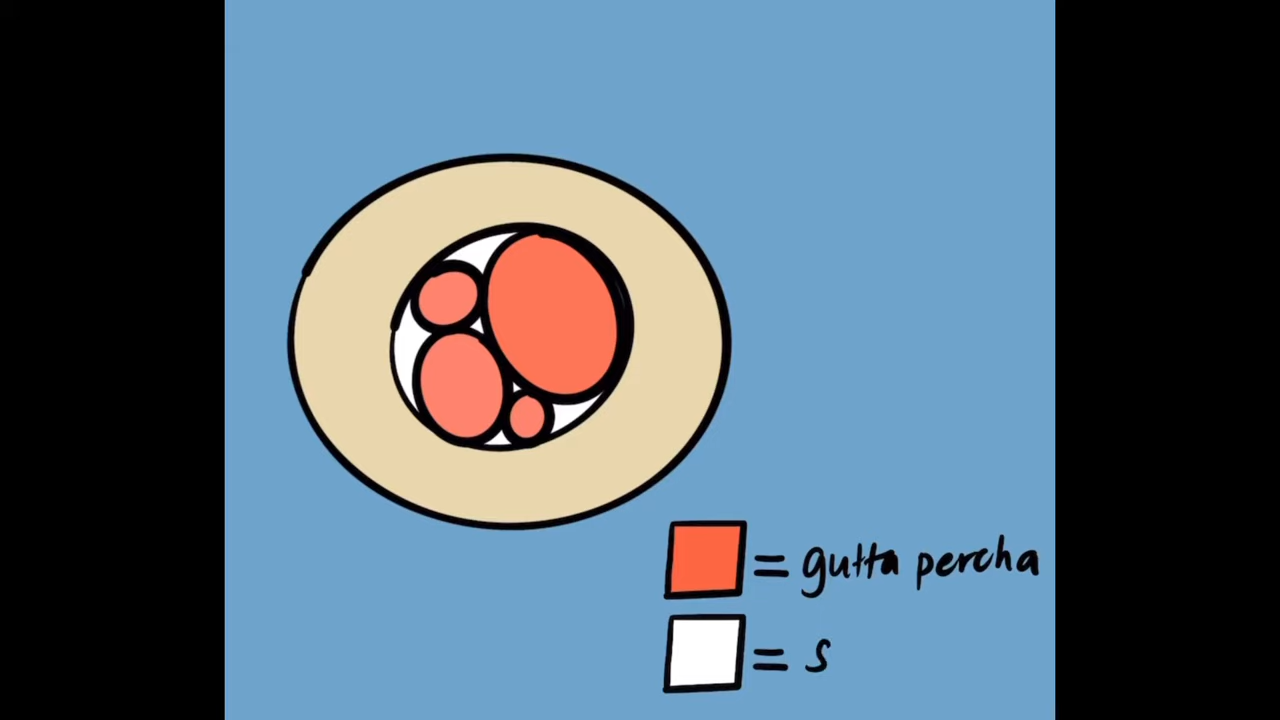 = gutta percha
= s